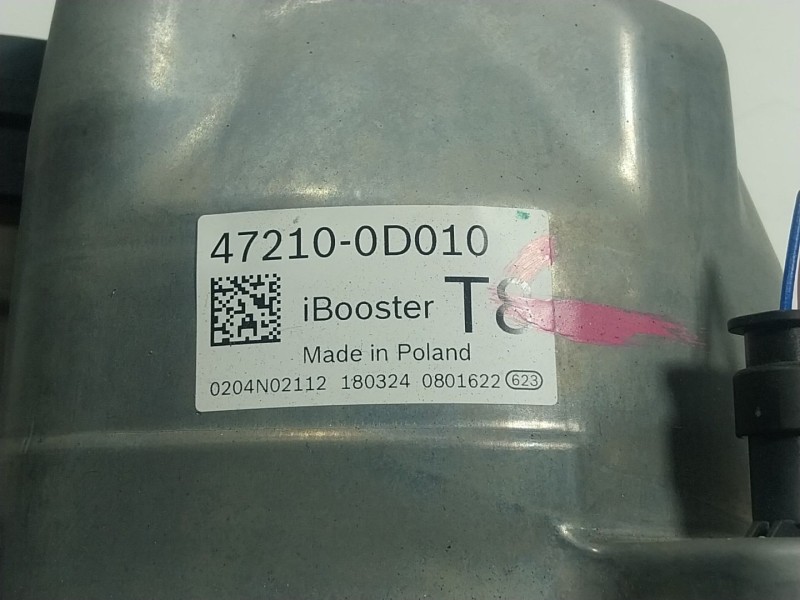 47210-0D010
iBooster T8
Made in Poland
0204N02112 180324 0801622 623